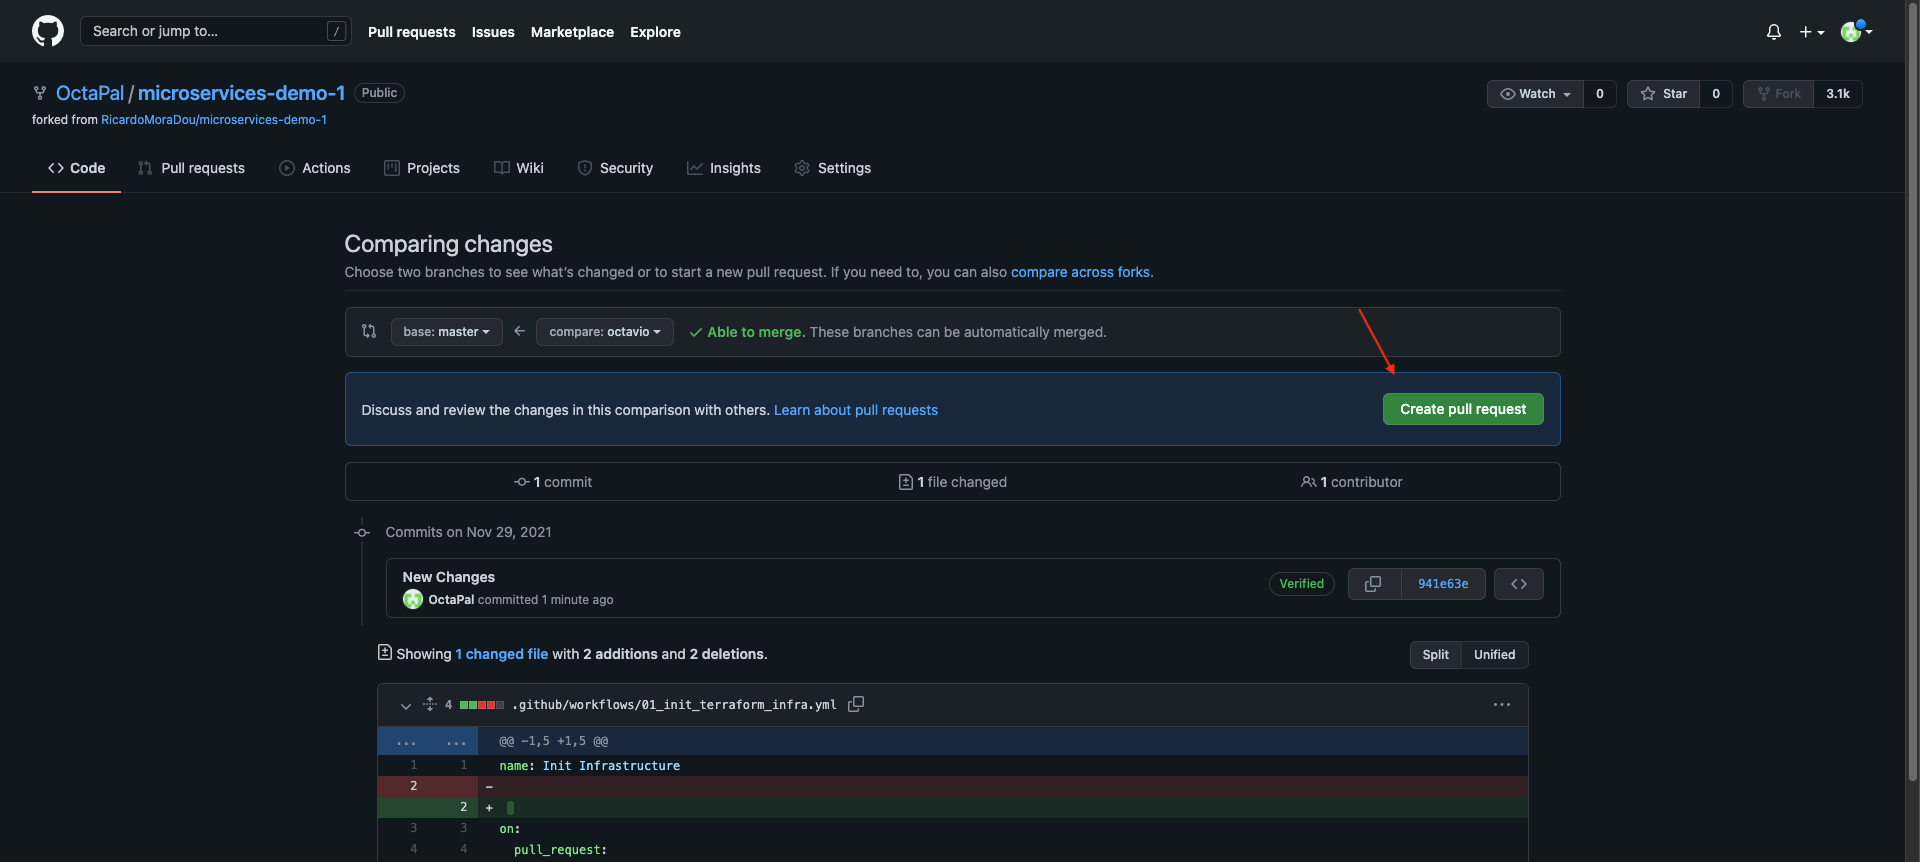 Search or jump to... /
Pull requests Issues Marketplace Explore
OctaPal / microservices-demo-1 Public
Watch 0 Star 0 Fork 3.1k
forked from RicardoMoraDou/microservices-demo-1
Code Pull requests Actions Projects Wiki Security Insights Settings
Comparing changes
Choose two branches to see what's changed or to start a new pull request. If you need to, you can also compare across forks.
base: master compare: octavio Able to merge. These branches can be automatically merged.
Discuss and review the changes in this comparison with others. Learn about pull requests
Create pull request
1 commit 1 file changed 1 contributor
Commits on Nov 29, 2021
New Changes
OctaPal committed 1 minute ago
Verified 941e63e <>
Showing 1 changed file with 2 additions and 2 deletions.
Split Unified
4 .github/workflows/01_init_terraform_infra.yml ...
... ... @@ -1,5 +1,5 @@
1 1 name: Init Infrastructure
2 -
2 +
3 3 on:
4 4 pull_request: